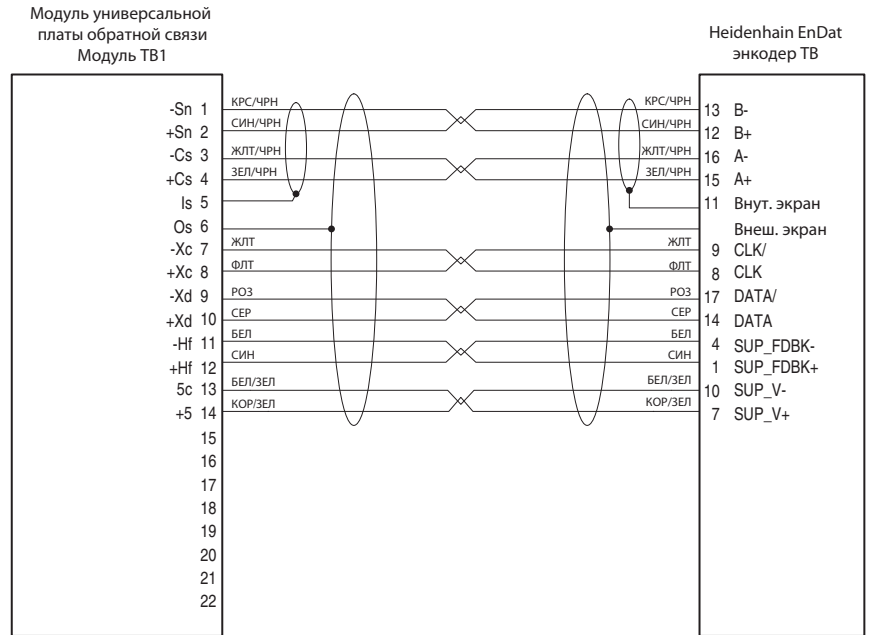 Модуль универсальной
платы обратной связи
Модуль ТВ1
Heidenhain EnDat
энкодер ТВ
-Sn 1 КРС/ЧРН КРС/ЧРН 13 B-
+Sn 2 СИН/ЧРН СИН/ЧРН 12 B+
-Cs 3 ЖЛТ/ЧРН ЖЛТ/ЧРН 16 A-
+Cs 4 ЗЕЛ/ЧРН ЗЕЛ/ЧРН 15 A+
Is 5 11 Внут. экран
Os 6 Внеш. экран
-Xc 7 ЖЛТ ЖЛТ 9 CLK/
+Xc 8 ФЛТ ФЛТ 8 CLK
-Xd 9 РОЗ РОЗ 17 DATA/
+Xd 10 СЕР СЕР 14 DATA
-Hf 11 БЕЛ БЕЛ 4 SUP_FDBK-
+Hf 12 СИН СИН 1 SUP_FDBK+
5c 13 БЕЛ/ЗЕЛ БЕЛ/ЗЕЛ 10 SUP_V-
+5 14 КОР/ЗЕЛ КОР/ЗЕЛ 7 SUP_V+
15
16
17
18
19
20
21
22